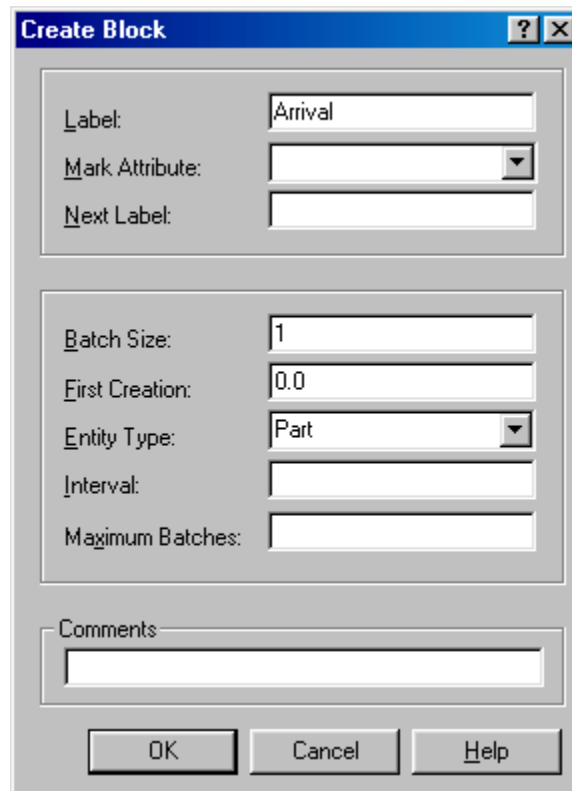 Create Block
Label: Arrival
Mark Attribute:
Next Label:
Batch Size: 1
First Creation: 0.0
Entity Type: Part
Interval:
Maximum Batches:
Comments
OK Cancel Help